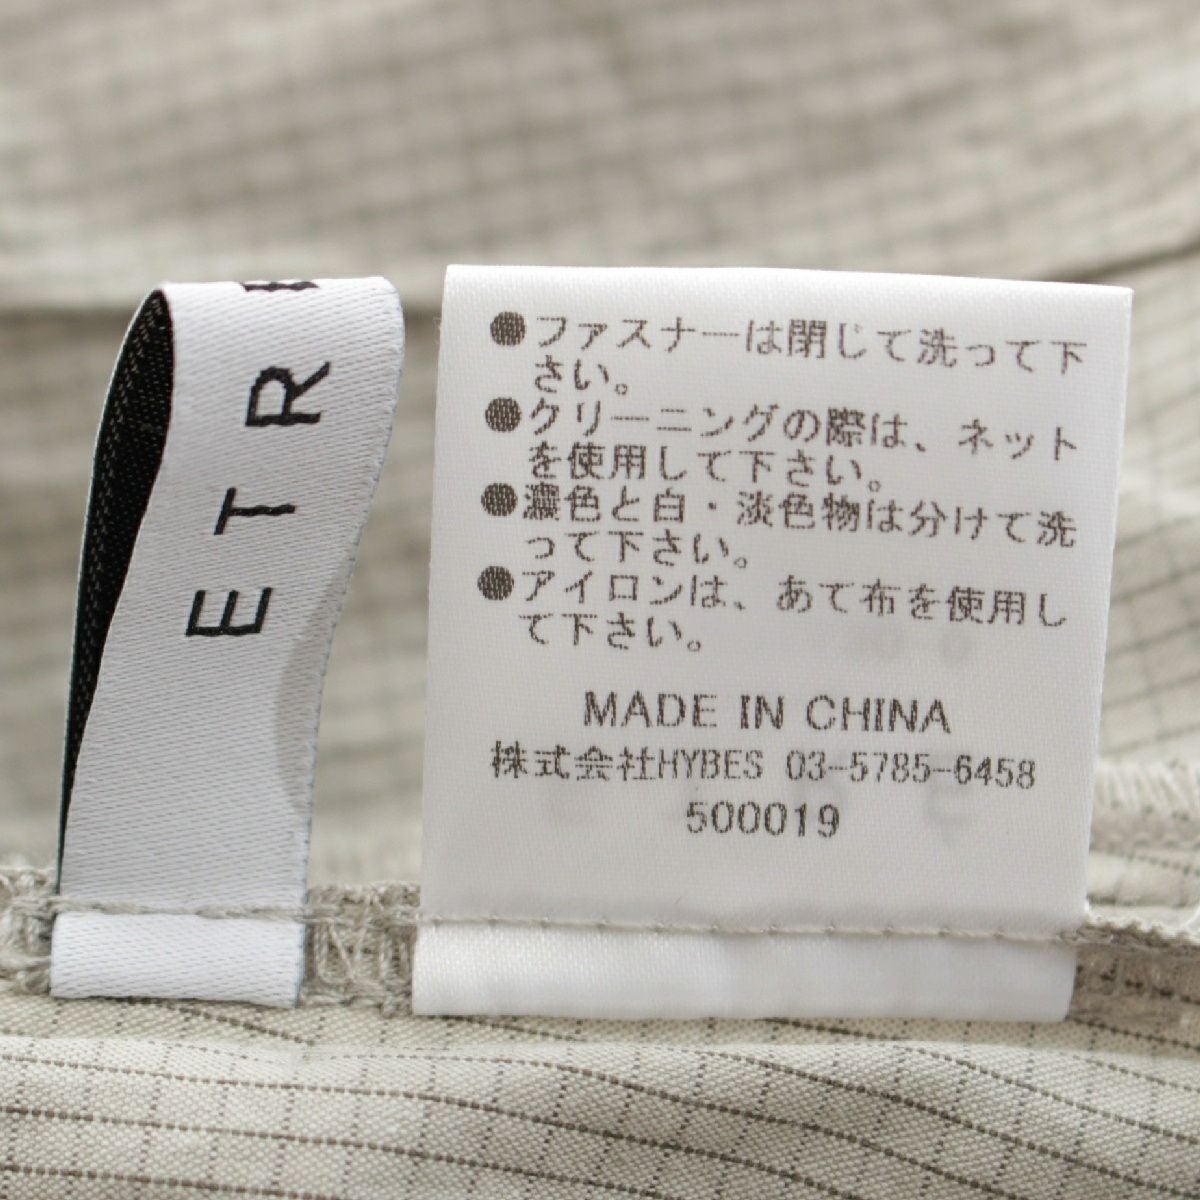 ETR
●ファスナーは閉じて洗って下
さい。
●クリーニングの際は、ネット
を使用して下さい。
●濃色と白・淡色物は分けて洗
って下さい。
●アイロンは、あて布を使用し
て下さい。
MADE IN CHINA
株式会社HYBES 03-5785-6458
500019